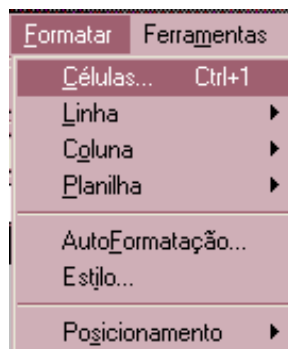 Formatar Ferramentas
Células... Ctrl+1
Linha
Coluna
Planilha
AutoFormatação...
Estilo...
Posicionamento